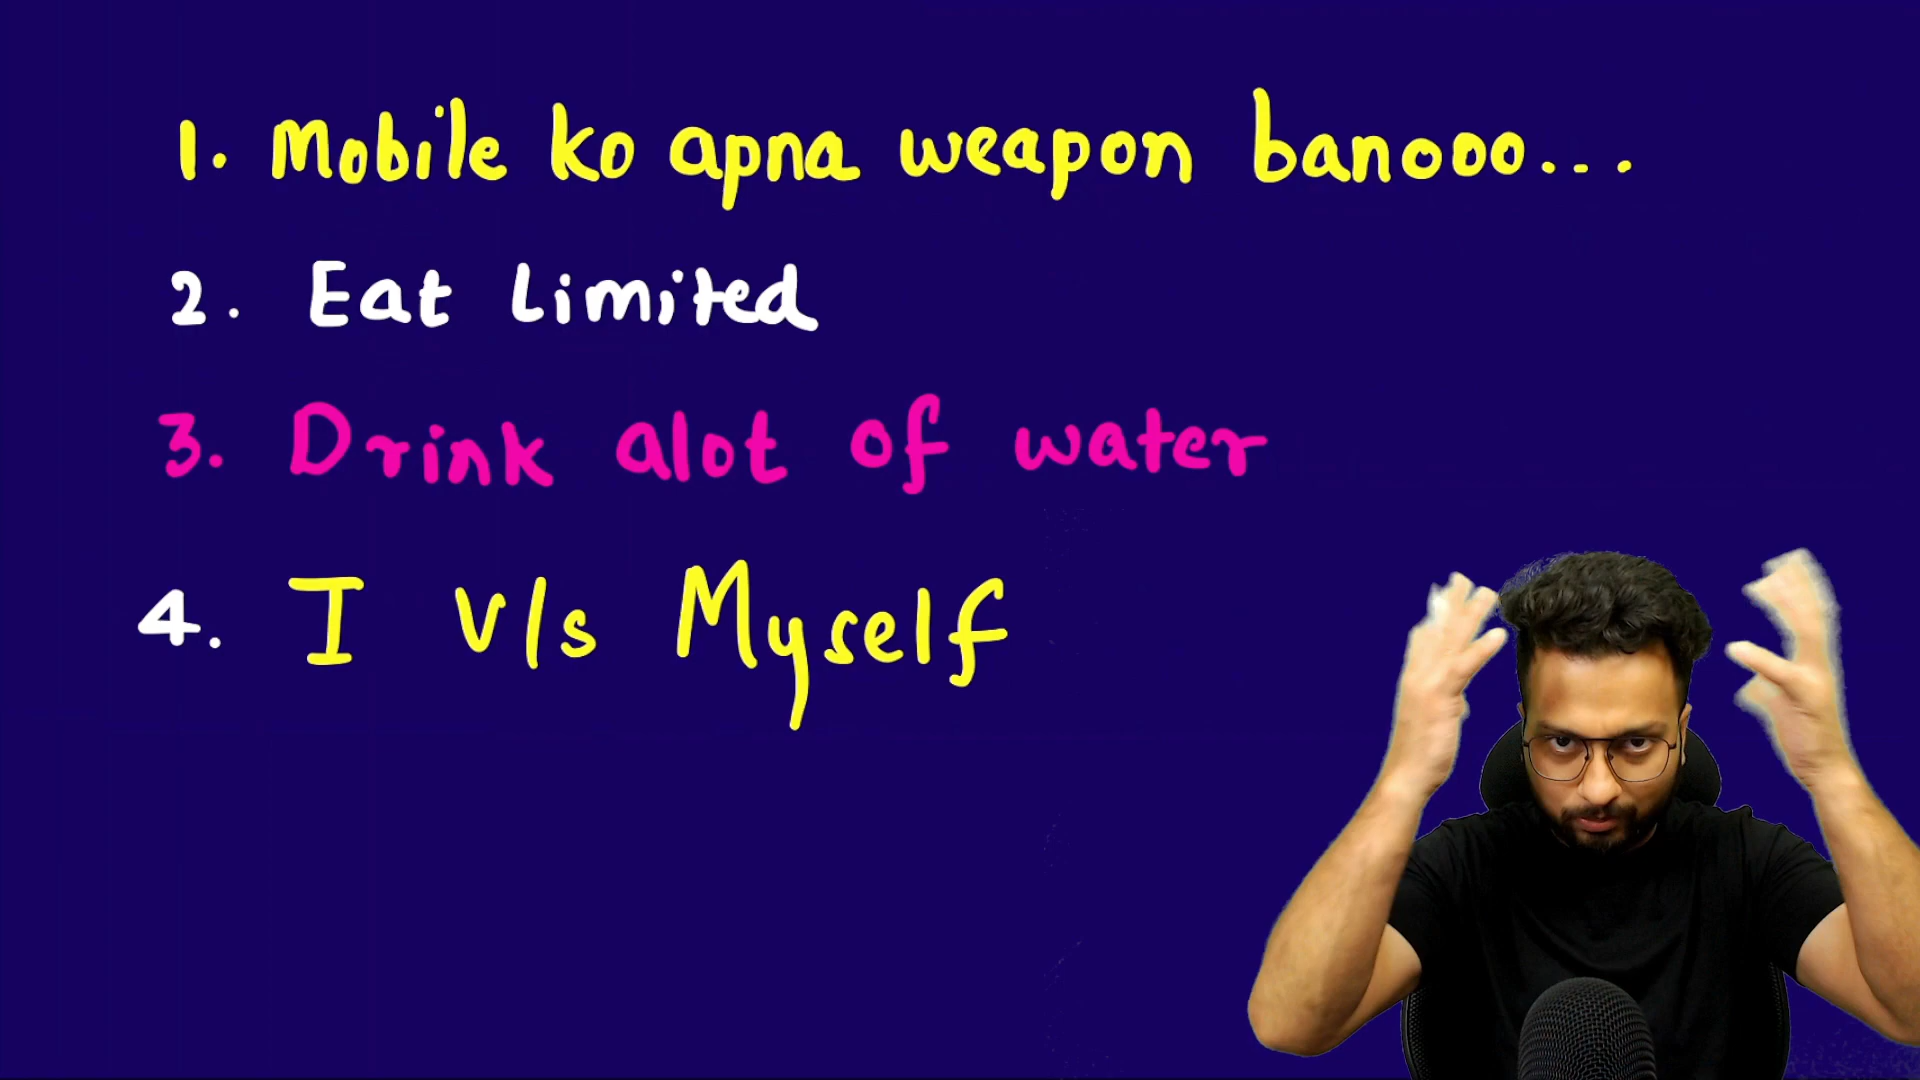 1. Mobile ko apna weapon banooo...
2. Eat Limited
3. Drink alot of water
4. I V/s Myself